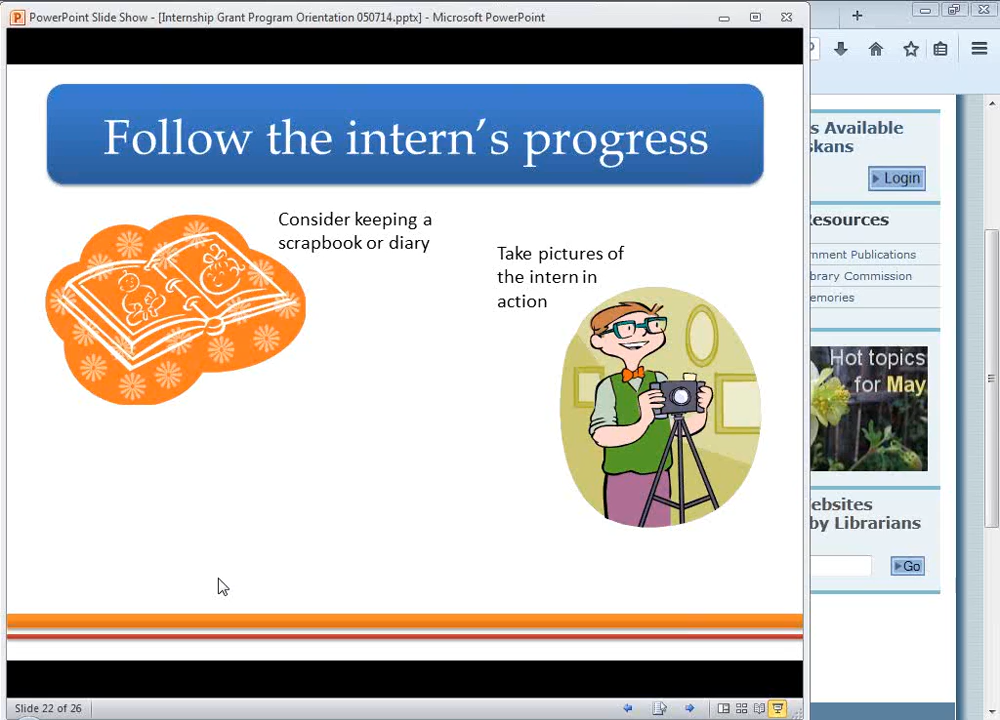 PowerPoint Slide Show - [Internship Grant Program Orientation 050714.pptx] - Microsoft PowerPoint
Follow the intern's progress
Consider keeping a
scrapbook or diary
Take pictures of
the intern in
action
Slide 22 of 26
s Available
skans
Login
Resources
rnment Publications
brary Commission
emories
Hot topics
for May
ebsites
by Librarians
Go